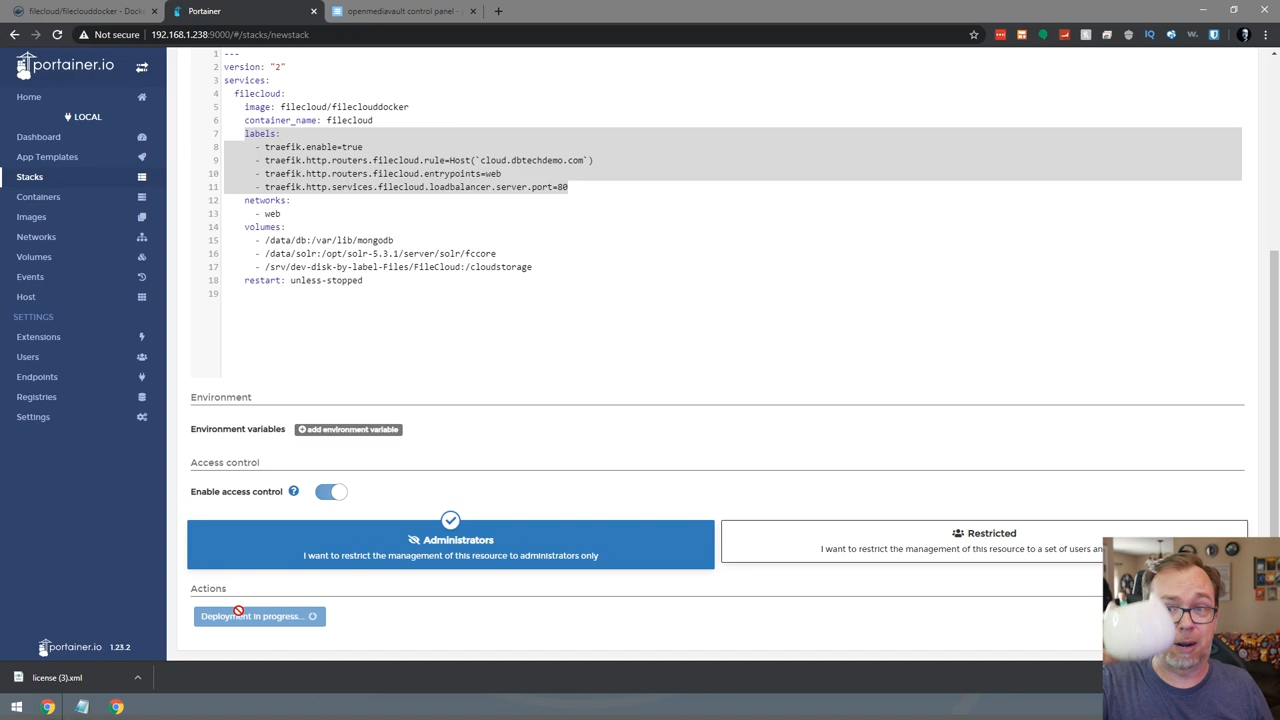 filecloud/fileclouddocker - Dock
Portainer
openmediavault control panel -
Not secure
192.168.1.238:9000/#/stacks/newstack
portainer.io
Home
LOCAL
Dashboard
App Templates
Stacks
Containers
Images
Networks
Volumes
Events
Host
SETTINGS
Extensions
Users
Endpoints
Registries
Settings
portainer.io 1.23.2
1 ---
2 version: "2"
3 services:
4 filecloud:
5 image: filecloud/fileclouddocker
6 container_name: filecloud
7 labels:
8 - traefik.enable=true
9 - traefik.http.routers.filecloud.rule=Host(`cloud.dbtechdemo.com`)
10 - traefik.http.routers.filecloud.entrypoints=web
11 - traefik.http.services.filecloud.loadbalancer.server.port=80
12 networks:
13 - web
14 volumes:
15 - /data/db:/var/lib/mongodb
16 - /data/solr:/opt/solr-5.3.1/server/solr/fccore
17 - /srv/dev-disk-by-label-Files/FileCloud:/cloudstorage
18 restart: unless-stopped
19
Environment
Environment variables
add environment variable
Access control
Enable access control
Administrators
I want to restrict the management of this resource to administrators only
Restricted
I want to restrict the management of this resource to a set of users an
Actions
Deployment in progress...
license (3).xml